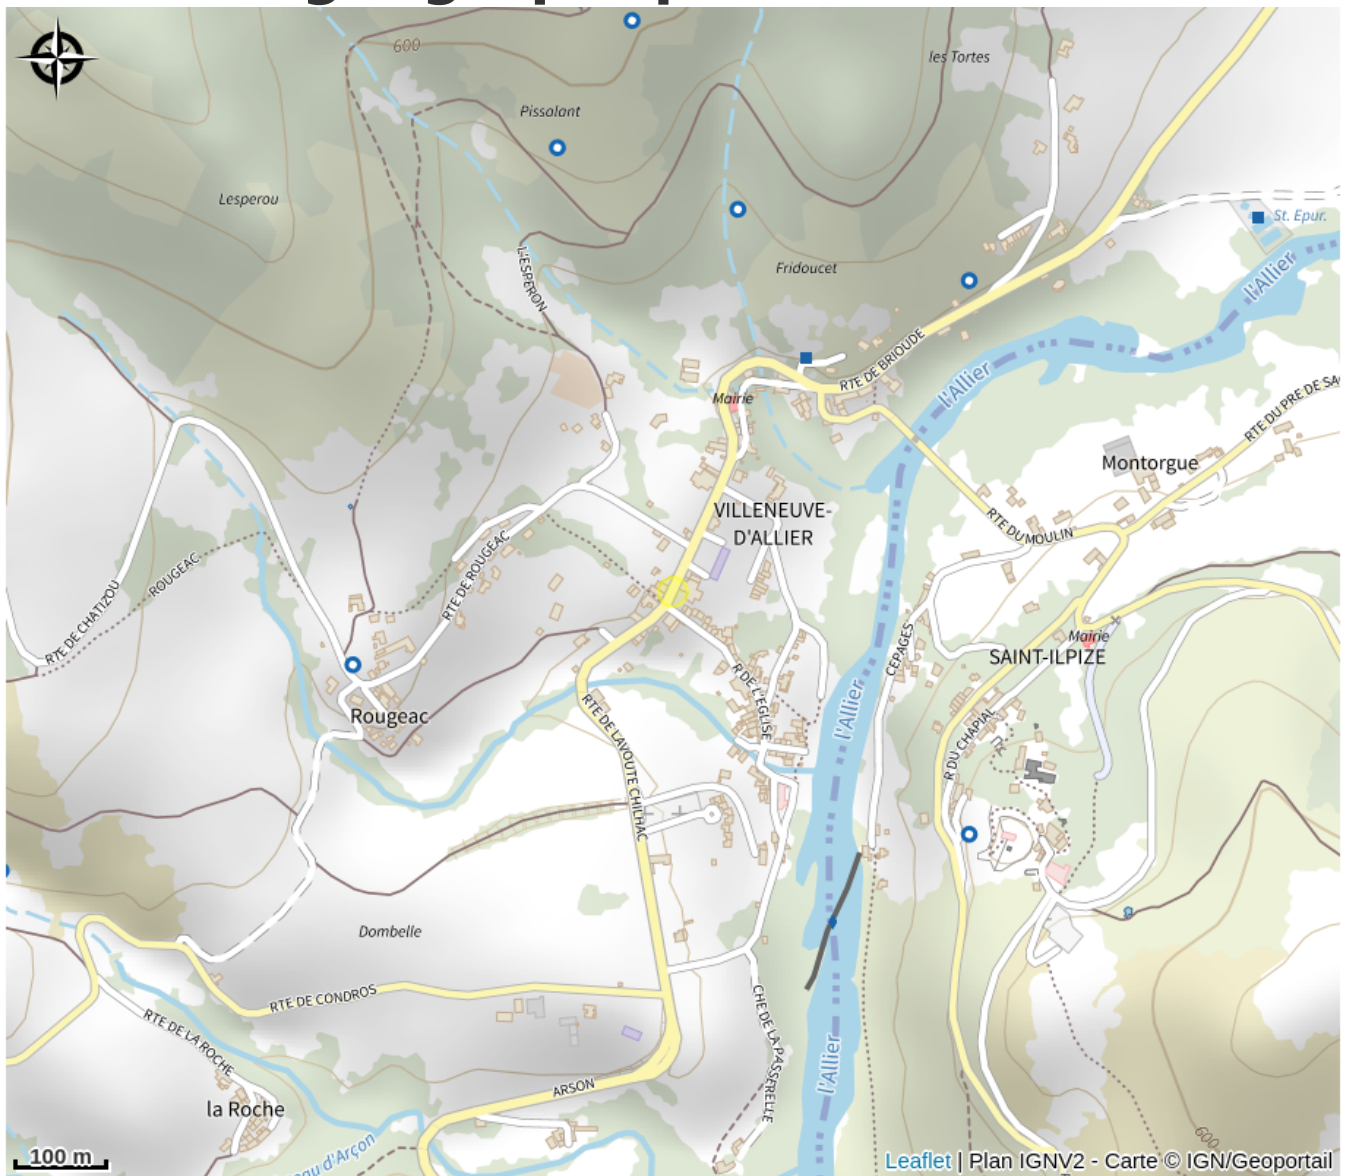 600
les Tortes
Pissalant
Lesperou
St. Epur.
L'ESPERON
Fridoucet
l'Allier
RTE DE BRIOUDE
l'Allier
Mairie
RTE DU PRE DE SA
Montorgue
VILLENEUVE-
D'ALLIER
RTE DU MOULIN
RTE DE ROUGEAC
ROUGEAC
RTE DE CHATIZOU
Mairie
SAINT-ILPIZE
CEPAGES
R DE L'EGLISE
l'Allier
Rougeac
RTE DE LAVOUTE CHILHAC
R DU CHAPIAL
Dombelle
RTE DE CONDROS
CHE DE LA PASSERELLE
RTE DE LA ROCHE
l'Allier
ARSON
la Roche
600
100 m
eau d'Arçon
Leaflet | Plan IGNV2 - Carte © IGN/Geoportail